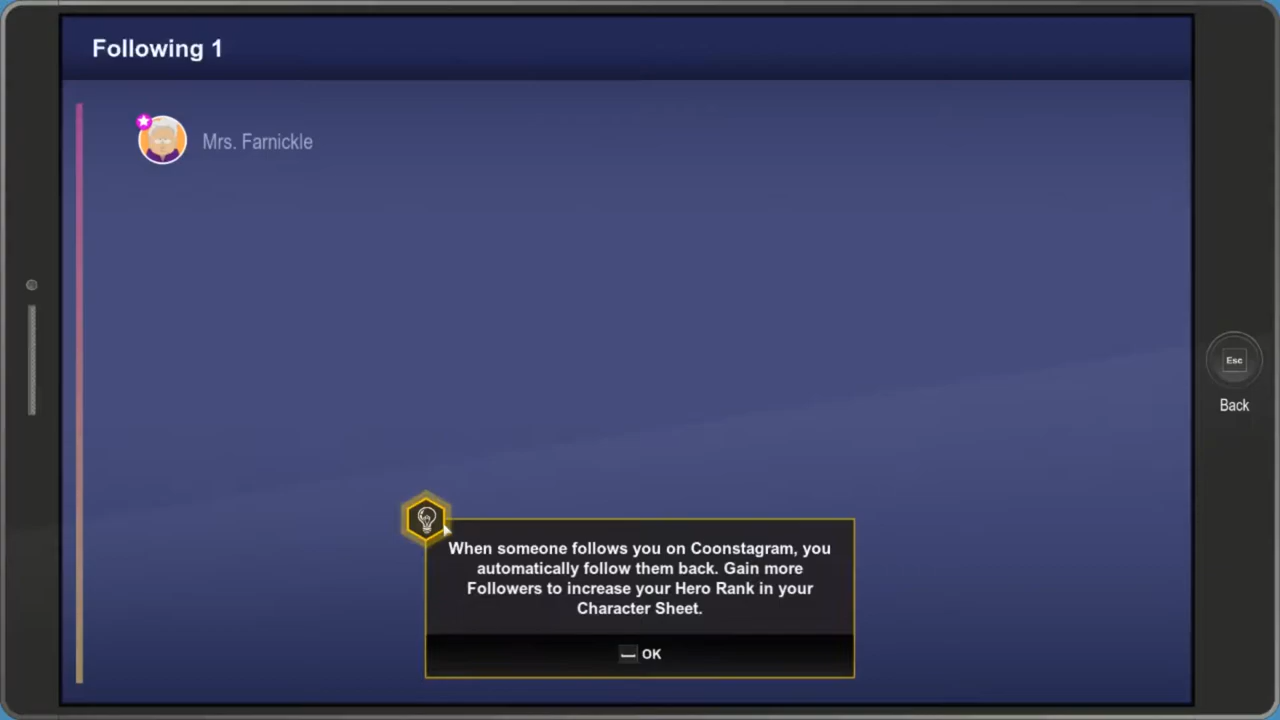 Following 1
Mrs. Farnickle
Esc
Back
When someone follows you on Coonstagram, you
automatically follow them back. Gain more
Followers to increase your Hero Rank in your
Character Sheet.
OK